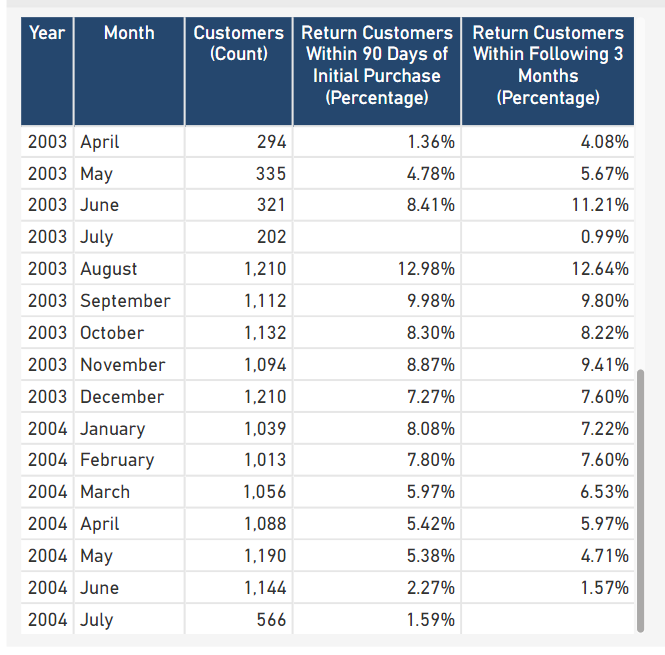 Year Month Customers (Count) Return Customers Within 90 Days of Initial Purchase (Percentage) Return Customers Within Following 3 Months (Percentage)
2003 April 294 1.36% 4.08%
2003 May 335 4.78% 5.67%
2003 June 321 8.41% 11.21%
2003 July 202 0.99%
2003 August 1,210 12.98% 12.64%
2003 September 1,112 9.98% 9.80%
2003 October 1,132 8.30% 8.22%
2003 November 1,094 8.87% 9.41%
2003 December 1,210 7.27% 7.60%
2004 January 1,039 8.08% 7.22%
2004 February 1,013 7.80% 7.60%
2004 March 1,056 5.97% 6.53%
2004 April 1,088 5.42% 5.97%
2004 May 1,190 5.38% 4.71%
2004 June 1,144 2.27% 1.57%
2004 July 566 1.59%